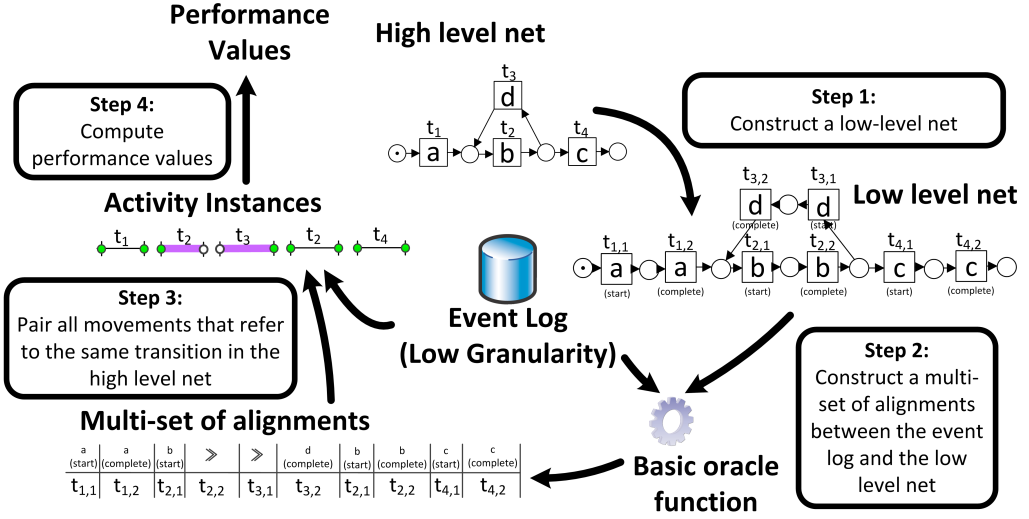 Performance
Values
High level net
Step 4:
Compute
performance values
t3
d
t1 t2 t4
a b c
Step 1:
Construct a low-level net
Activity Instances
t1 t2 t3 t2 t4
Low level net
t3,2 t3,1
d d
(complete) (start)
t1,1 t1,2 t2,1 t2,2 t4,1 t4,2
a a b b c c
(start) (complete) (start) (complete) (start) (complete)
Step 3:
Pair all movements that refer
to the same transition in the
high level net
Event Log
(Low Granularity)
Step 2:
Construct a multi-
set of alignments
between the event
log and the low
level net
Multi-set of alignments
a a b ≫ ≫ d b b c c
(start) (complete) (start) (complete) (start) (complete) (start) (complete)
t1,1 t1,2 t2,1 t2,2 t3,1 t3,2 t2,1 t2,2 t4,1 t4,2
Basic oracle
function